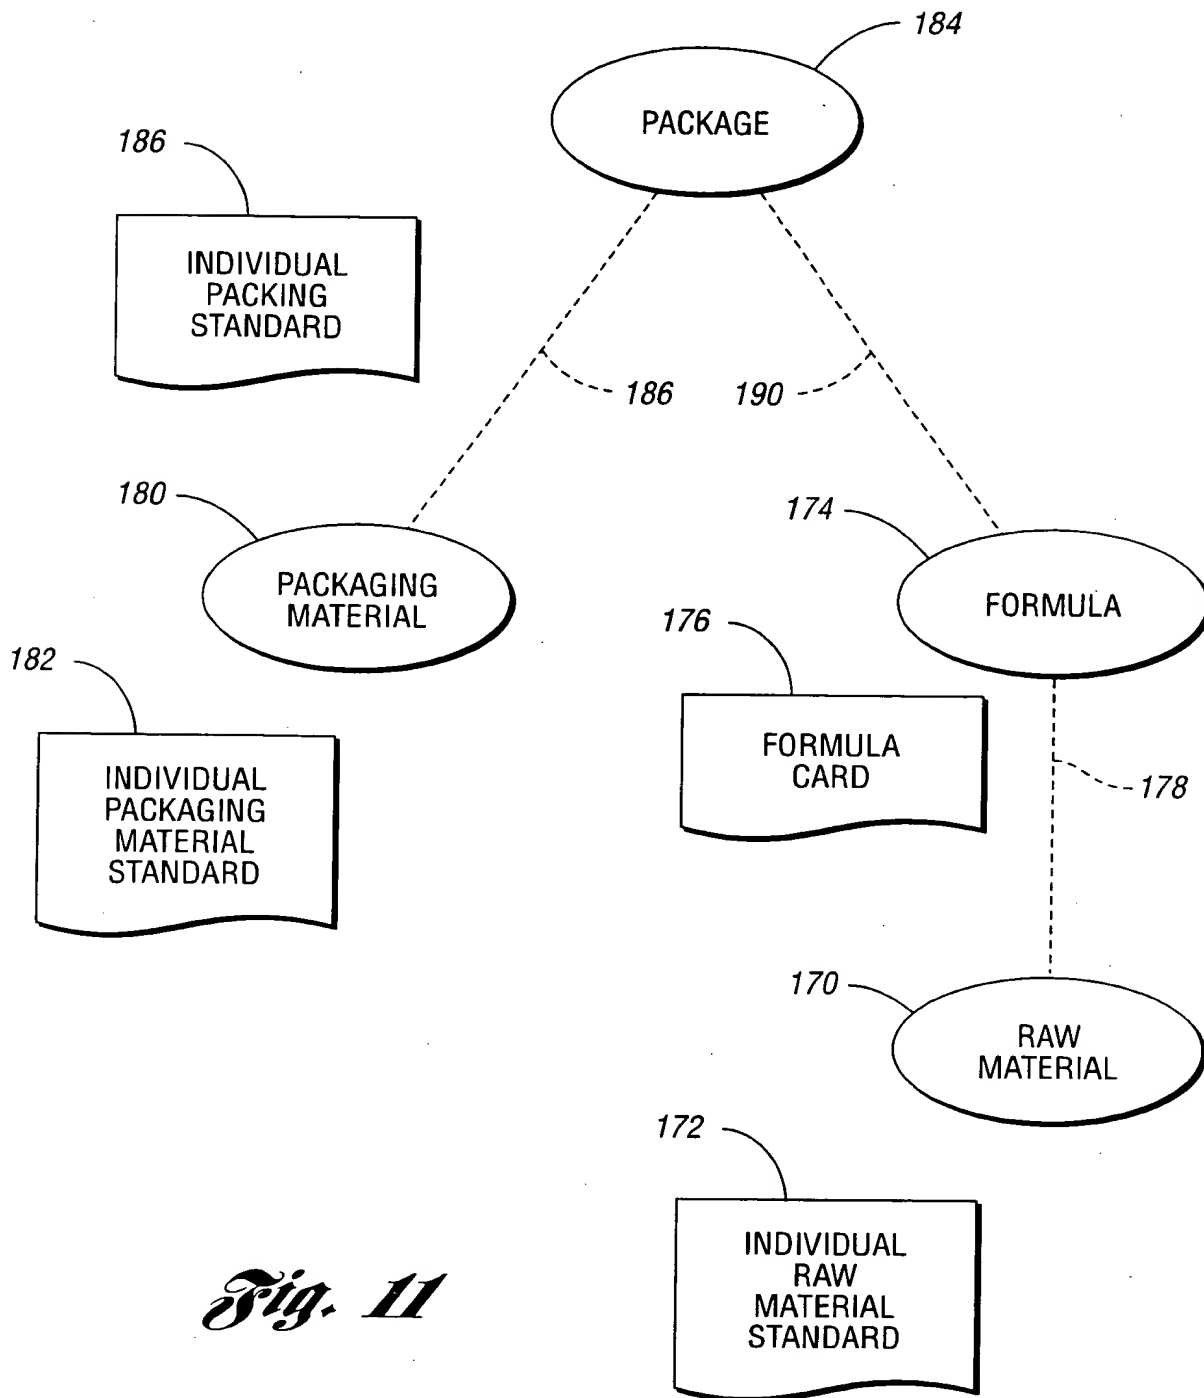 184
PACKAGE
186
INDIVIDUAL
PACKING
STANDARD
186
190
180
PACKAGING
MATERIAL
174
FORMULA
182
INDIVIDUAL
PACKAGING
MATERIAL
STANDARD
176
FORMULA
CARD
178
170
RAW
MATERIAL
172
INDIVIDUAL
RAW
MATERIAL
STANDARD
Fig. 11